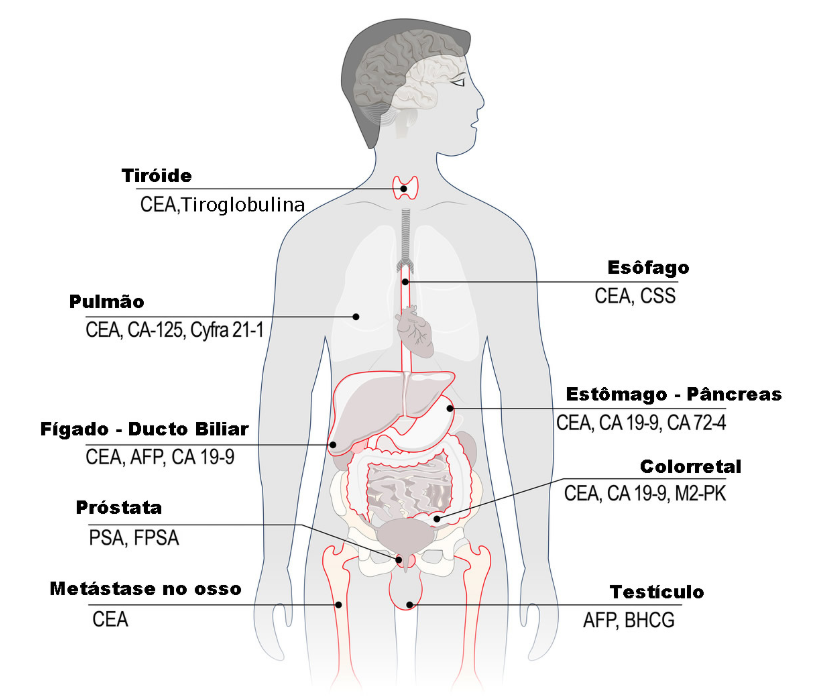 Tiróide
CEA,Tiroglobulina
Esôfago
CEA, CSS
Pulmão
CEA, CA-125, Cyfra 21-1
Estômago - Pâncreas
CEA, CA 19-9, CA 72-4
Fígado - Ducto Biliar
CEA, AFP, CA 19-9
Colorretal
CEA, CA 19-9, M2-PK
Próstata
PSA, FPSA
Metástase no osso
CEA
Testículo
AFP, BHCG